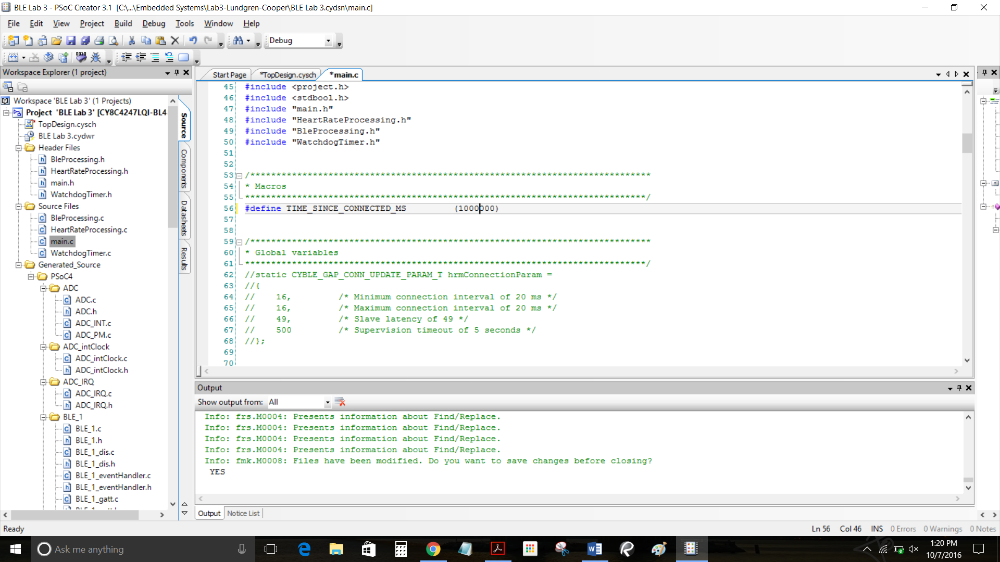 BLE Lab 3 - PSoC Creator 3.1 [C:\...\Embedded Systems\Lab3-Lundgren-Cooper\BLE Lab 3.cydsn\main.c]
File Edit View Project Build Debug Tools Window Help
Debug
Workspace Explorer (1 project)
Workspace 'BLE Lab 3' (1 Projects)
Project 'BLE Lab 3' [CY8C4247LQI-BL4
TopDesign.cysch
BLE Lab 3.cydwr
Header Files
BleProcessing.h
HeartRateProcessing.h
main.h
WatchdogTimer.h
Source Files
BleProcessing.c
HeartRateProcessing.c
main.c
WatchdogTimer.c
Generated_Source
PSoC4
ADC
ADC.c
ADC.h
ADC_INT.c
ADC_PM.c
ADC_intClock
ADC_intClock.c
ADC_intClock.h
ADC_IRQ
ADC_IRQ.c
ADC_IRQ.h
BLE_1
BLE_1.c
BLE_1.h
BLE_1_dis.c
BLE_1_dis.h
BLE_1_eventHandler.c
BLE_1_eventHandler.h
BLE_1_gatt.c
Source
Components
Datasheets
Results
Start Page *TopDesign.cysch *main.c
45 #include <project.h>
46 #include <stdbool.h>
47 #include "main.h"
48 #include "HeartRateProcessing.h"
49 #include "BleProcessing.h"
50 #include "WatchdogTimer.h"
51
52
53 /*****************************************************************************
54 * Macros
55 *****************************************************************************/
56 #define TIME_SINCE_CONNECTED_MS (1000000)
57
58
59 /*****************************************************************************
60 * Global variables
61 *****************************************************************************/
62 //static CYBLE_GAP_CONN_UPDATE_PARAM_T hrmConnectionParam =
63 //{
64 // 16, /* Minimum connection interval of 20 ms */
65 // 16, /* Maximum connection interval of 20 ms */
66 // 49, /* Slave latency of 49 */
67 // 500 /* Supervision timeout of 5 seconds */
68 //};
69
70
Output
Show output from: All
Info: frs.M0004: Presents information about Find/Replace.
Info: frs.M0004: Presents information about Find/Replace.
Info: frs.M0004: Presents information about Find/Replace.
Info: frs.M0004: Presents information about Find/Replace.
Info: fmk.M0008: Files have been modified. Do you want to save changes before closing?
YES
Output Notice List
Ready
Ln 56 Col 46 INS 0 Errors 0 Warnings 0 Notes
Ask me anything
1:20 PM
10/7/2016